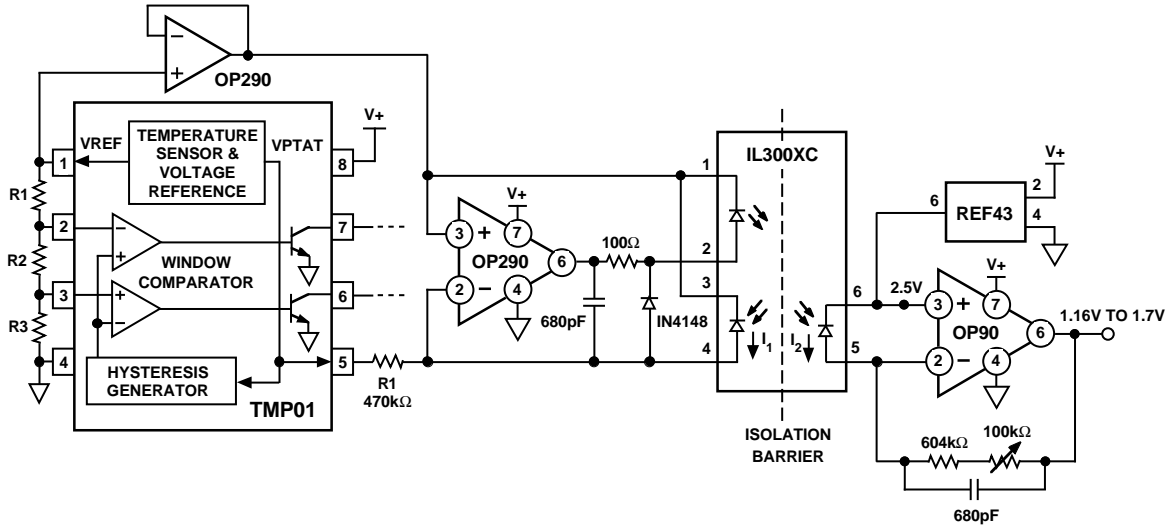 OP290
−
+
V+
VREF
TEMPERATURE
SENSOR &
VOLTAGE
REFERENCE
VPTAT
1
8
R1
2
−
+
7
R2
WINDOW
COMPARATOR
3
+
−
6
R3
4
HYSTERESIS
GENERATOR
5
TMP01
R1
470kΩ
V+
3
+
7
OP290
6
2
−
4
100Ω
680pF
IN4148
IL300XC
1
2
3
4
I1
I2
6
5
ISOLATION
BARRIER
V+
6
REF43
2
4
2.5V
V+
3
+
7
OP90
6
2
−
4
1.16V TO 1.7V
604kΩ
100kΩ
680pF